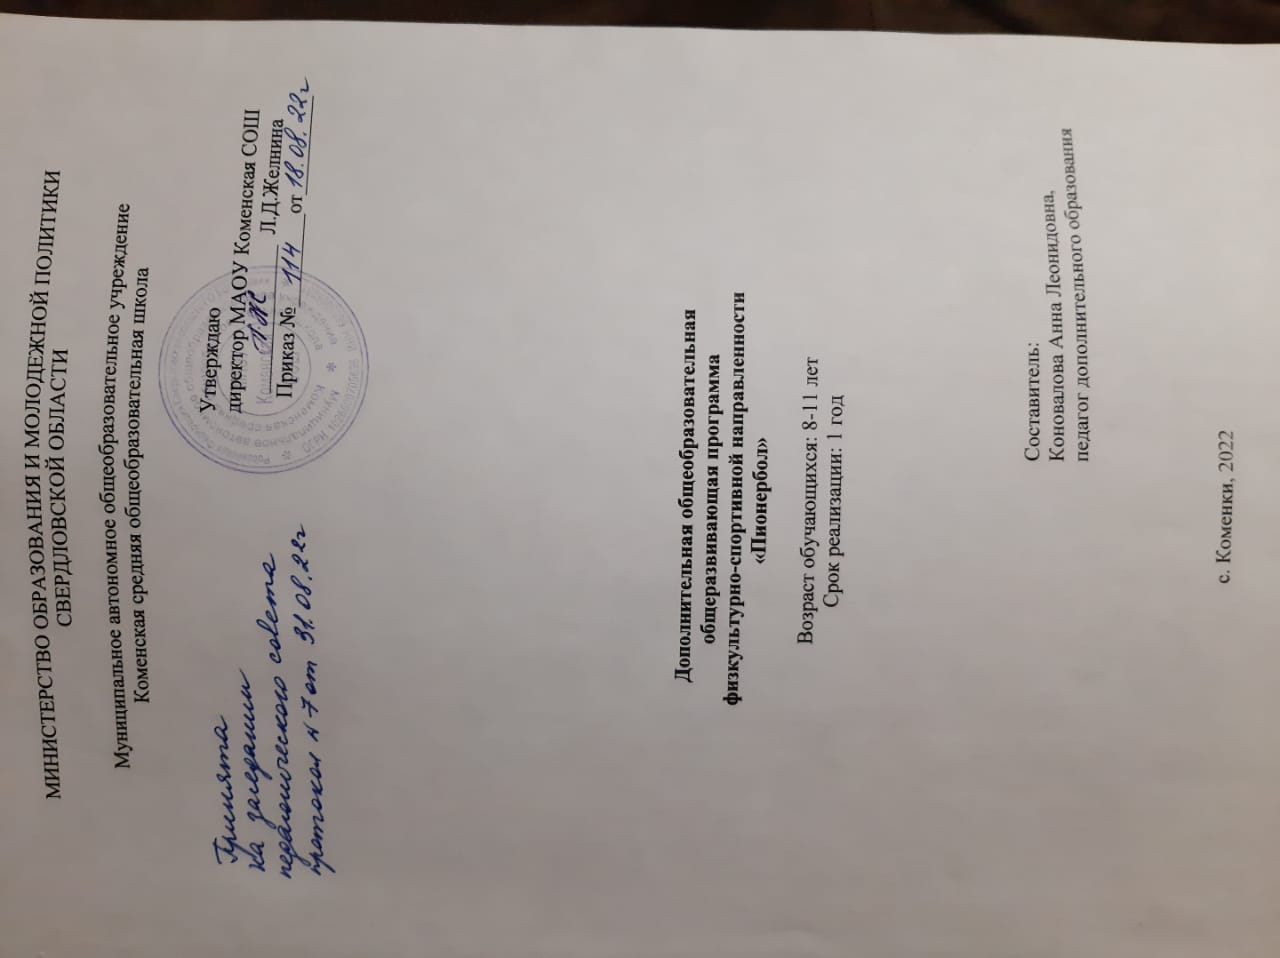 МИНИСТЕРСТВО ОБРАЗОВАНИЯ И МОЛОДЕЖНОЙ ПОЛИТИКИ
СВЕРДЛОВСКОЙ ОБЛАСТИ
Муниципальное автономное общеобразовательное учреждение
Коменская средняя общеобразовательная школа
Принята
на заседании
педагогического совета
протокол N 7 от 31.08.22г
Утверждаю
директор МАОУ Коменская СОШ
Л.Д.Желнина
Приказ № 114 от 18.08.22г
Дополнительная общеобразовательная
общеразвивающая программа
физкультурно-спортивной направленности
«Пионербол»
Возраст обучающихся: 8-11 лет
Срок реализации: 1 год
Составитель:
Коновалова Анна Леонидовна,
педагог дополнительного образования
с. Коменки, 2022